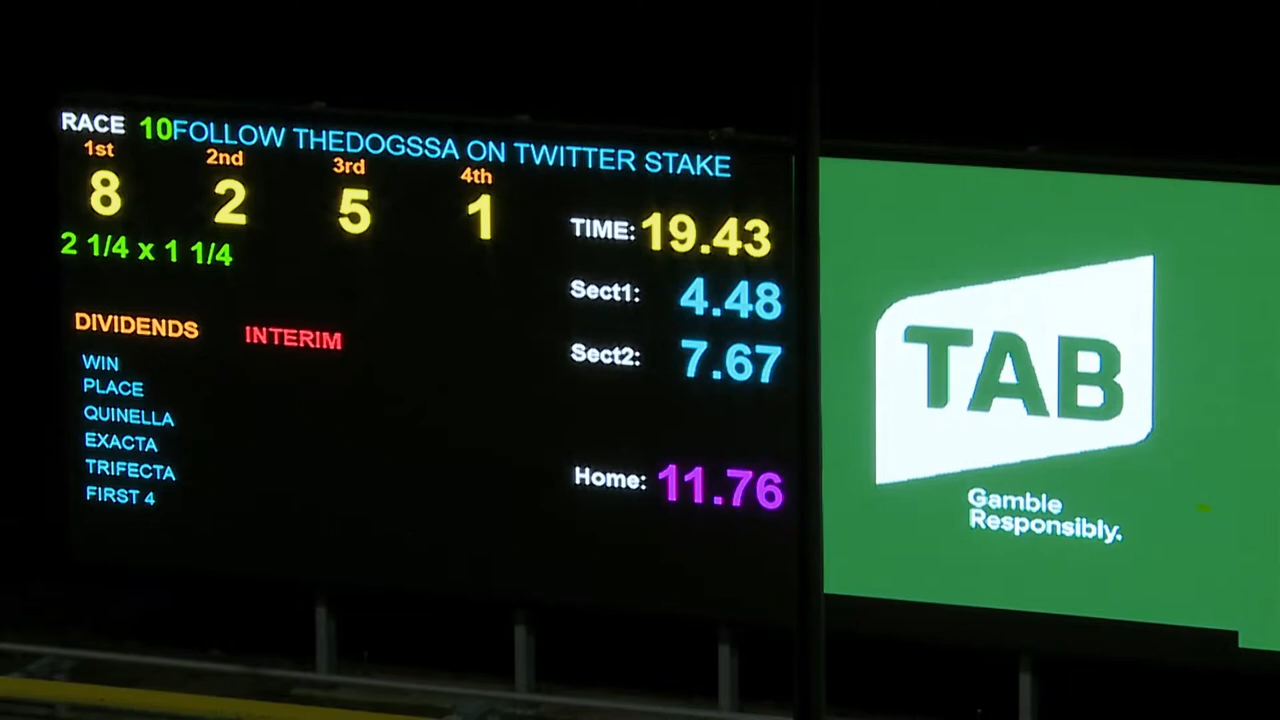 RACE 10FOLLOW THEDOGSSA ON TWITTER STAKE
1st 2nd 3rd 4th
8 2 5 1
2 1/4 x 1 1/4
TIME: 19.43
Sect1: 4.48
Sect2: 7.67
Home: 11.76
DIVIDENDS INTERIM
WIN
PLACE
QUINELLA
EXACTA
TRIFECTA
FIRST 4
TAB
Gamble
Responsibly.